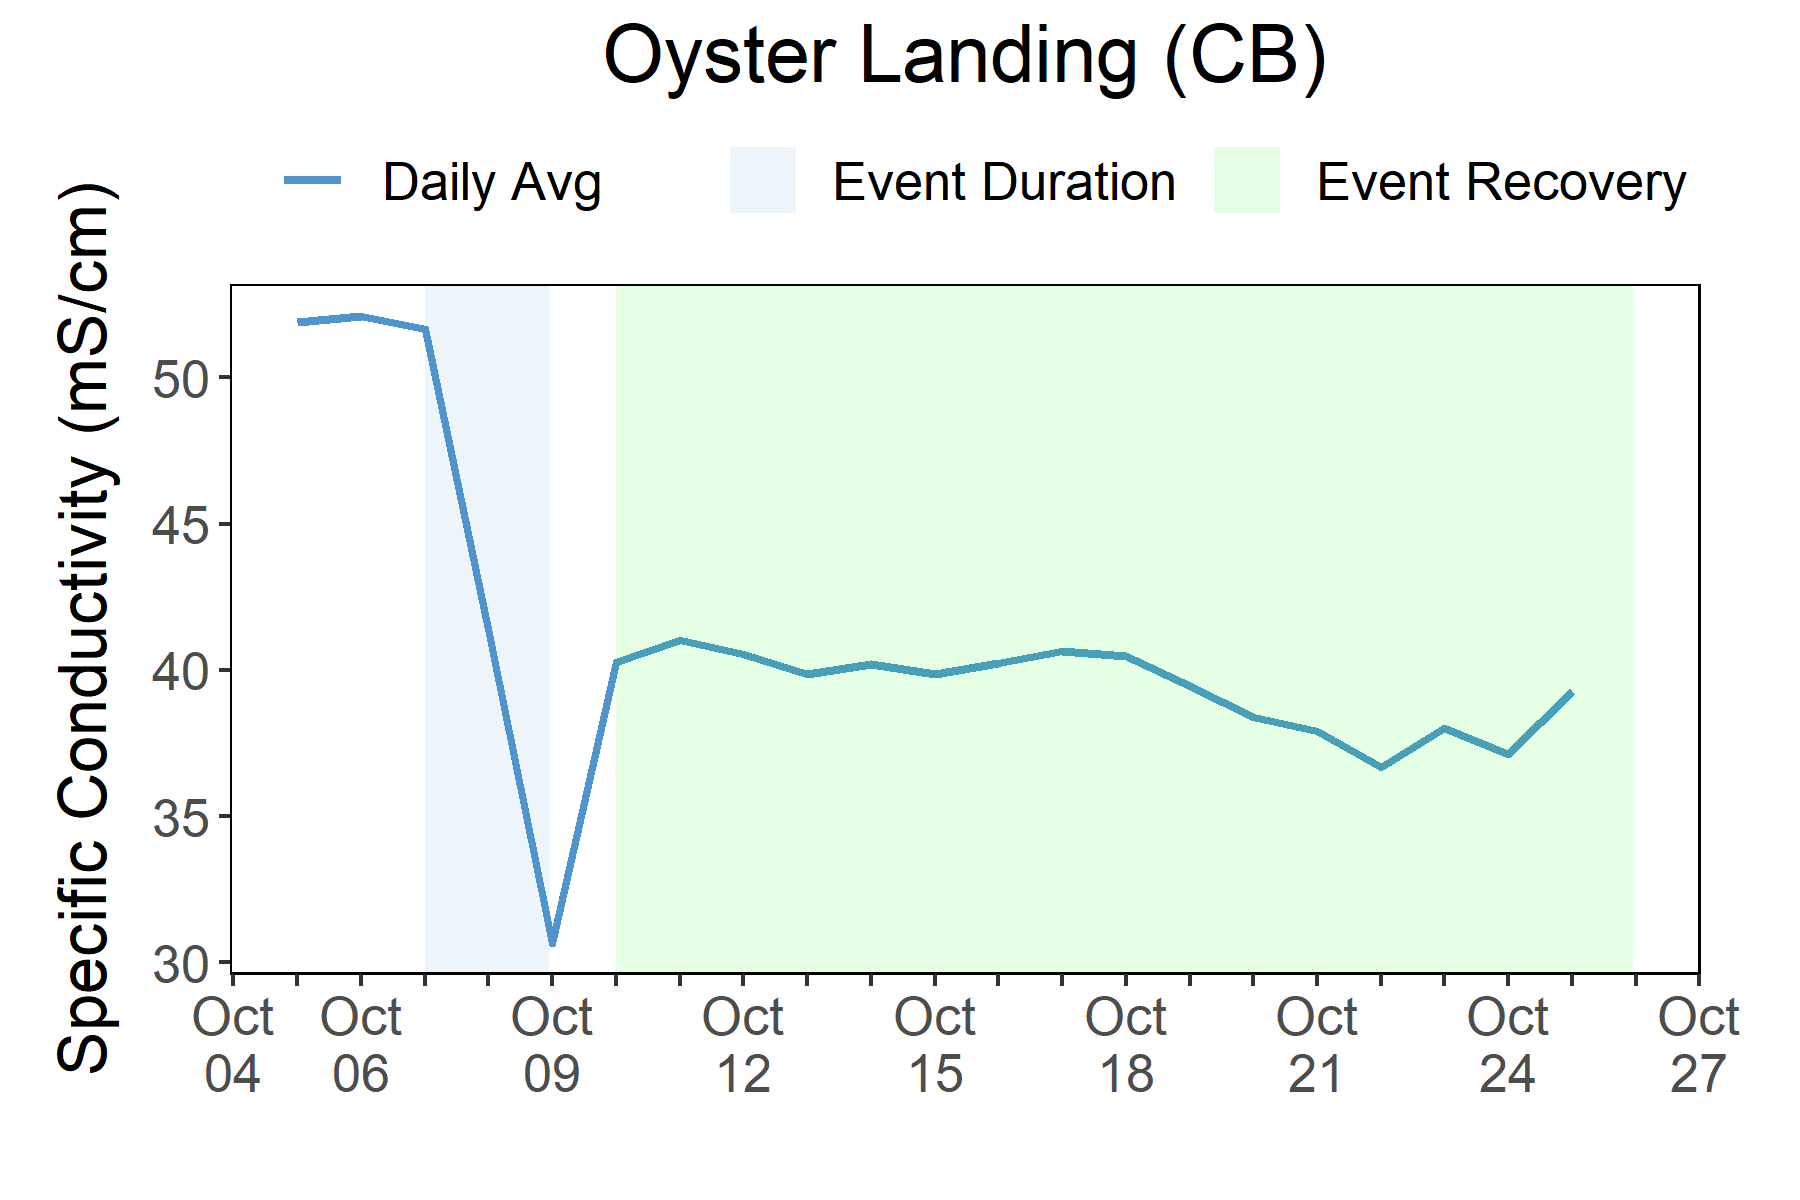 Oyster Landing (CB)
Daily Avg
Event Duration
Event Recovery
Specific Conductivity (mS/cm)
50
45
40
35
30
Oct 04
Oct 06
Oct 09
Oct 12
Oct 15
Oct 18
Oct 21
Oct 24
Oct 27